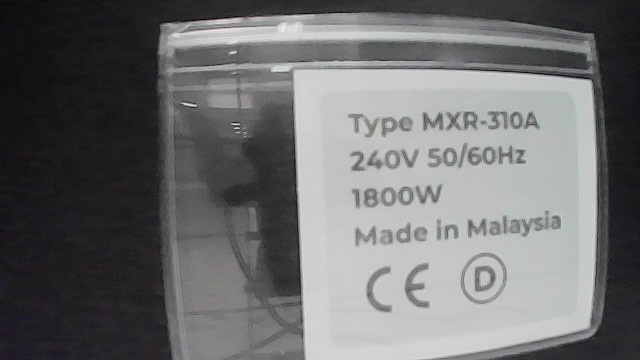 Type MXR-310A
240V 50/60Hz
1800W
Made in Malaysia
CE D